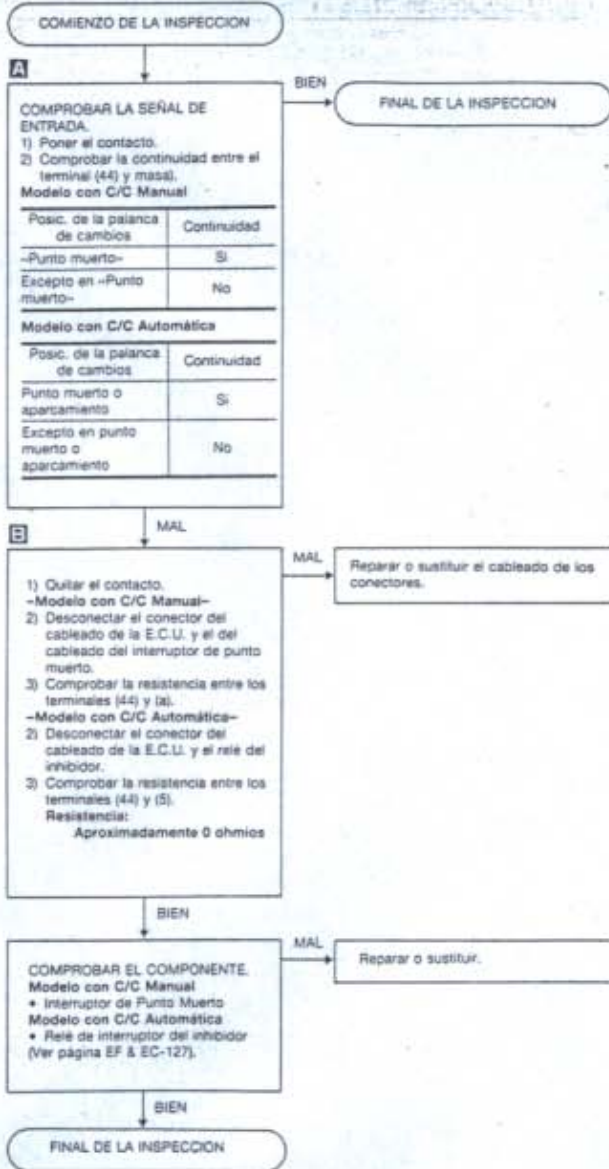 COMIENZO DE LA INSPECCION
A
BIEN
FINAL DE LA INSPECCION
COMPROBAR LA SEÑAL DE
ENTRADA.
1) Poner el contacto.
2) Comprobar la continuidad entre el
terminal (44) y masa).
Modelo con C/C Manual
Posic. de la palanca
de cambios
Continuidad
–Punto muerto–
Si
Excepto en –Punto
muerto–
No
Modelo con C/C Automática
Posic. de la palanca
de cambios
Continuidad
Punto muerto o
aparcamiento
Si
Excepto en punto
muerto o
aparcamiento
No
MAL
B
MAL
Reparar o sustituir el cableado de los
conectores.
1) Quitar el contacto.
–Modelo con C/C Manual–
2) Desconectar el conector del
cableado de la E.C.U. y el del
cableado del interruptor de punto
muerto.
3) Comprobar la resistencia entre los
terminales (44) y (a).
–Modelo con C/C Automática–
2) Desconectar el conector del
cableado de la E.C.U. y el relé del
inhibidor.
3) Comprobar la resistencia entre los
terminales (44) y (5).
Resistencia:
Aproximadamente 0 ohmios
BIEN
MAL
Reparar o sustituir.
COMPROBAR EL COMPONENTE.
Modelo con C/C Manual
• Interruptor de Punto Muerto
Modelo con C/C Automática
• Relé de interruptor del inhibidor
(Ver página EF & EC-127).
BIEN
FINAL DE LA INSPECCION